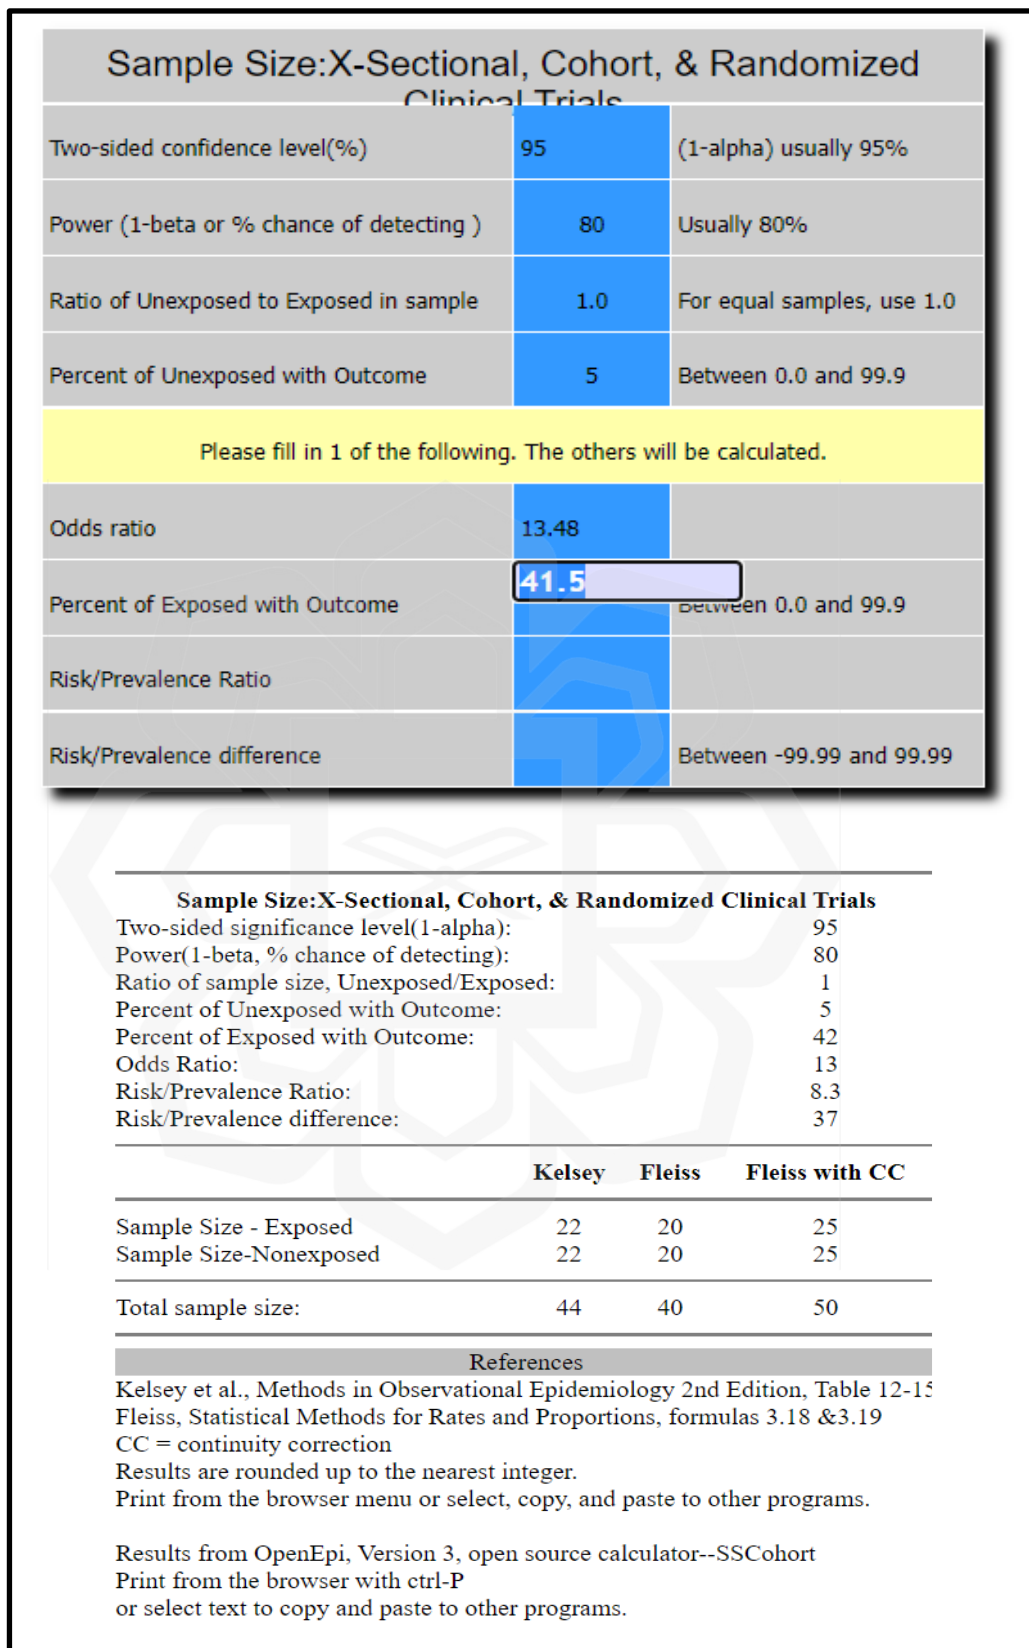 Sample Size:X-Sectional, Cohort, & Randomized
Clinical Trials
Two-sided confidence level(%) 95 (1-alpha) usually 95%
Power (1-beta or % chance of detecting ) 80 Usually 80%
Ratio of Unexposed to Exposed in sample 1.0 For equal samples, use 1.0
Percent of Unexposed with Outcome 5 Between 0.0 and 99.9
Please fill in 1 of the following. The others will be calculated.
Odds ratio 13.48
Percent of Exposed with Outcome 41.5 Between 0.0 and 99.9
Risk/Prevalence Ratio
Risk/Prevalence difference Between -99.99 and 99.99
Sample Size:X-Sectional, Cohort, & Randomized Clinical Trials
Two-sided significance level(1-alpha): 95
Power(1-beta, % chance of detecting): 80
Ratio of sample size, Unexposed/Exposed: 1
Percent of Unexposed with Outcome: 5
Percent of Exposed with Outcome: 42
Odds Ratio: 13
Risk/Prevalence Ratio: 8.3
Risk/Prevalence difference: 37
Kelsey Fleiss Fleiss with CC
Sample Size - Exposed 22 20 25
Sample Size-Nonexposed 22 20 25
Total sample size: 44 40 50
References
Kelsey et al., Methods in Observational Epidemiology 2nd Edition, Table 12-15
Fleiss, Statistical Methods for Rates and Proportions, formulas 3.18 &3.19
CC = continuity correction
Results are rounded up to the nearest integer.
Print from the browser menu or select, copy, and paste to other programs.
Results from OpenEpi, Version 3, open source calculator--SSCohort
Print from the browser with ctrl-P
or select text to copy and paste to other programs.